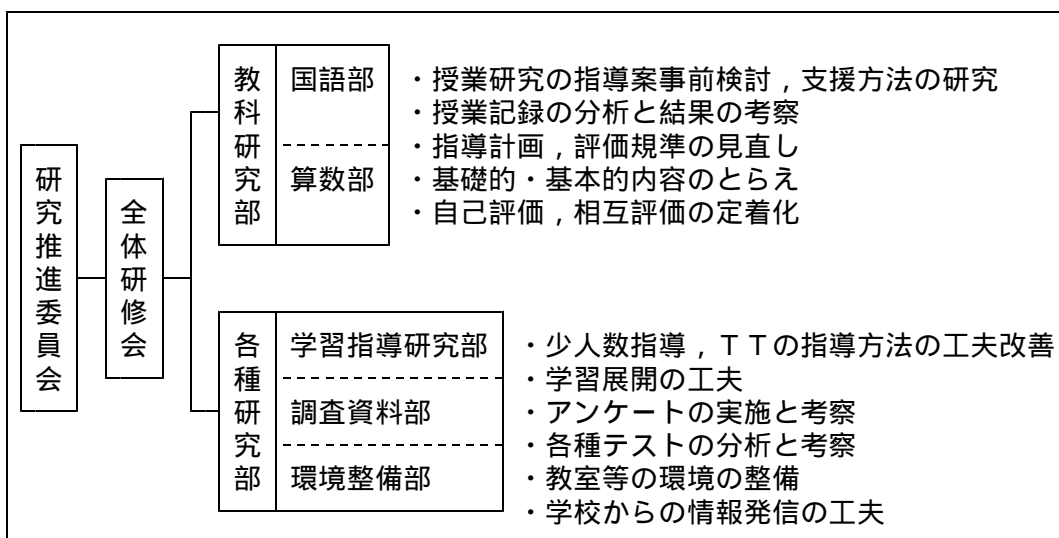 研究推進委員会
全体研修会
教科研究部
国語部
算数部
・授業研究の指導案事前検討，支援方法の研究
・授業記録の分析と結果の考察
・指導計画，評価規準の見直し
・基礎的・基本的内容のとらえ
・自己評価，相互評価の定着化
各種研究部
学習指導研究部
調査資料部
環境整備部
・少人数指導，ＴＴの指導方法の工夫改善
・学習展開の工夫
・アンケートの実施と考察
・各種テストの分析と考察
・教室等の環境の整備
・学校からの情報発信の工夫